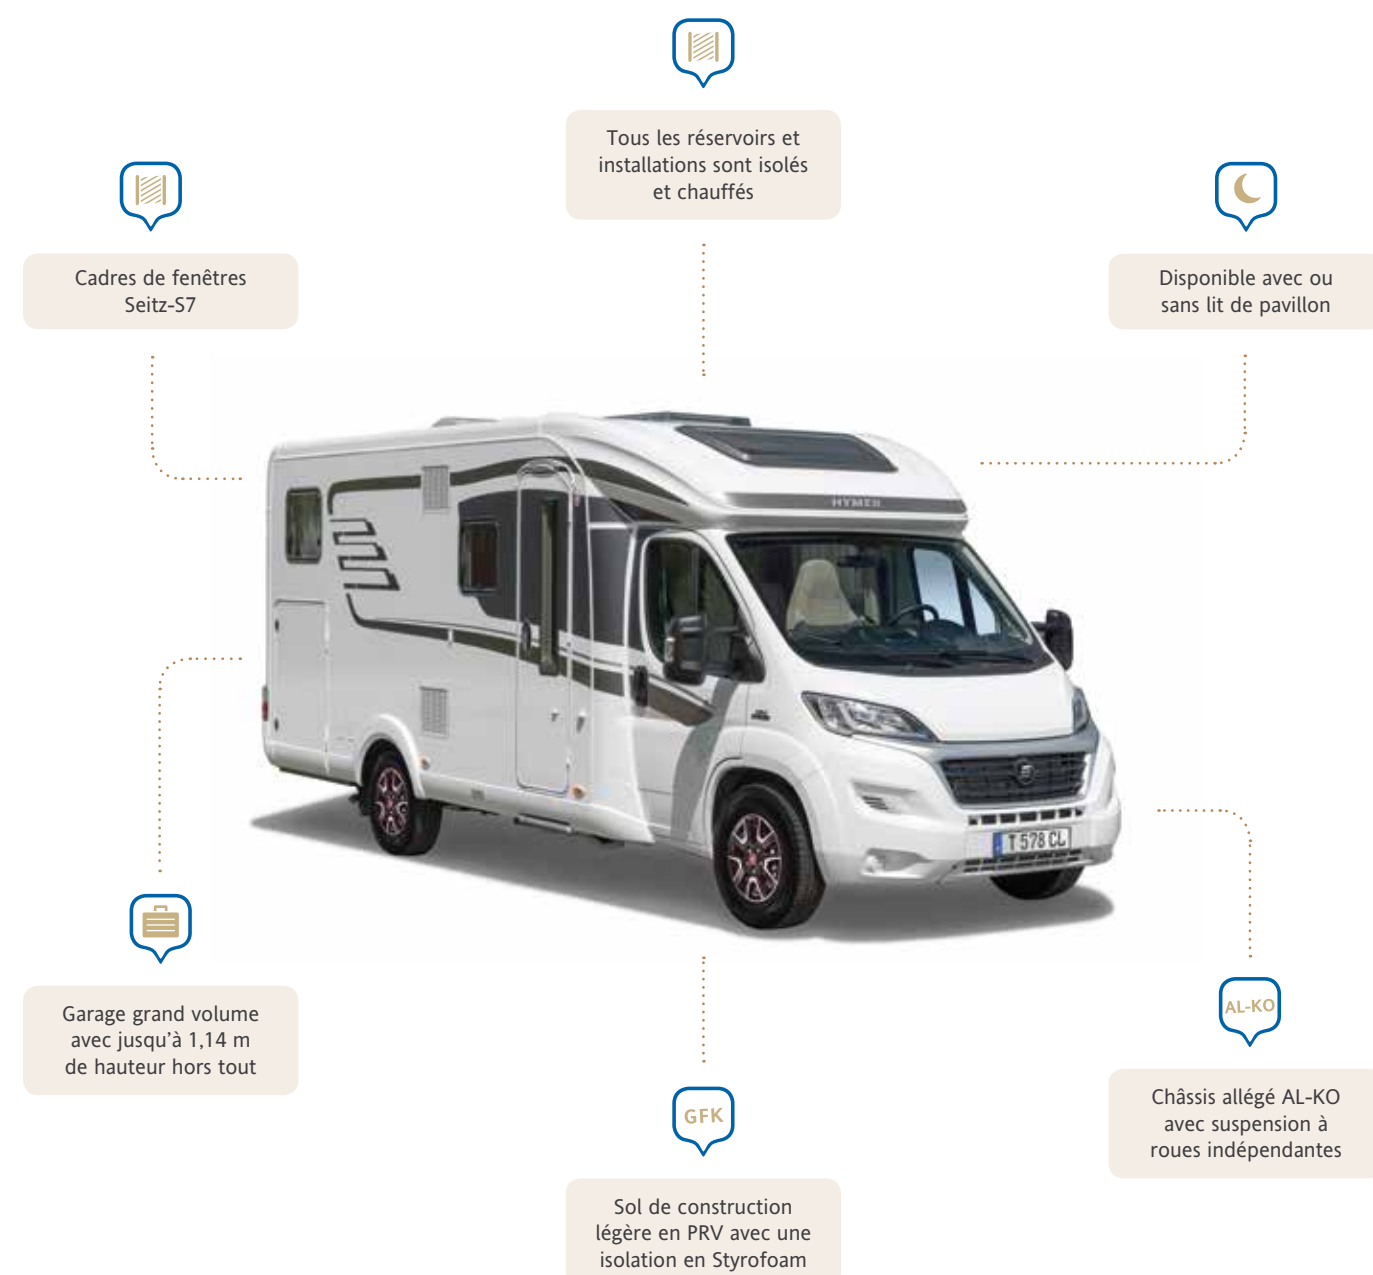 Tous les réservoirs et
installations sont isolés
et chauffés
Cadres de fenêtres
Seitz-S7
Disponible avec ou
sans lit de pavillon
HYMER
T 578 CL
Garage grand volume
avec jusqu’à 1,14 m
de hauteur hors tout
AL-KO
Châssis allégé AL-KO
avec suspension à
roues indépendantes
GFK
Sol de construction
légère en PRV avec une
isolation en Styrofoam